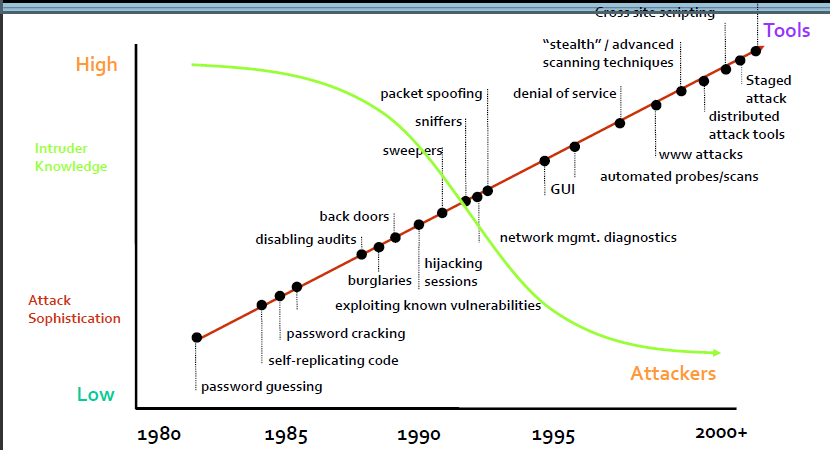 Cross site scripting
Tools
High
"stealth" / advanced
scanning techniques
Staged
attack
packet spoofing
denial of service
distributed
attack tools
sniffers
Intruder
Knowledge
sweepers
www attacks
automated probes/scans
GUI
back doors
disabling audits
network mgmt. diagnostics
hijacking
sessions
burglaries
Attack
Sophistication
exploiting known vulnerabilities
password cracking
self-replicating code
Attackers
password guessing
Low
1980
1985
1990
1995
2000+